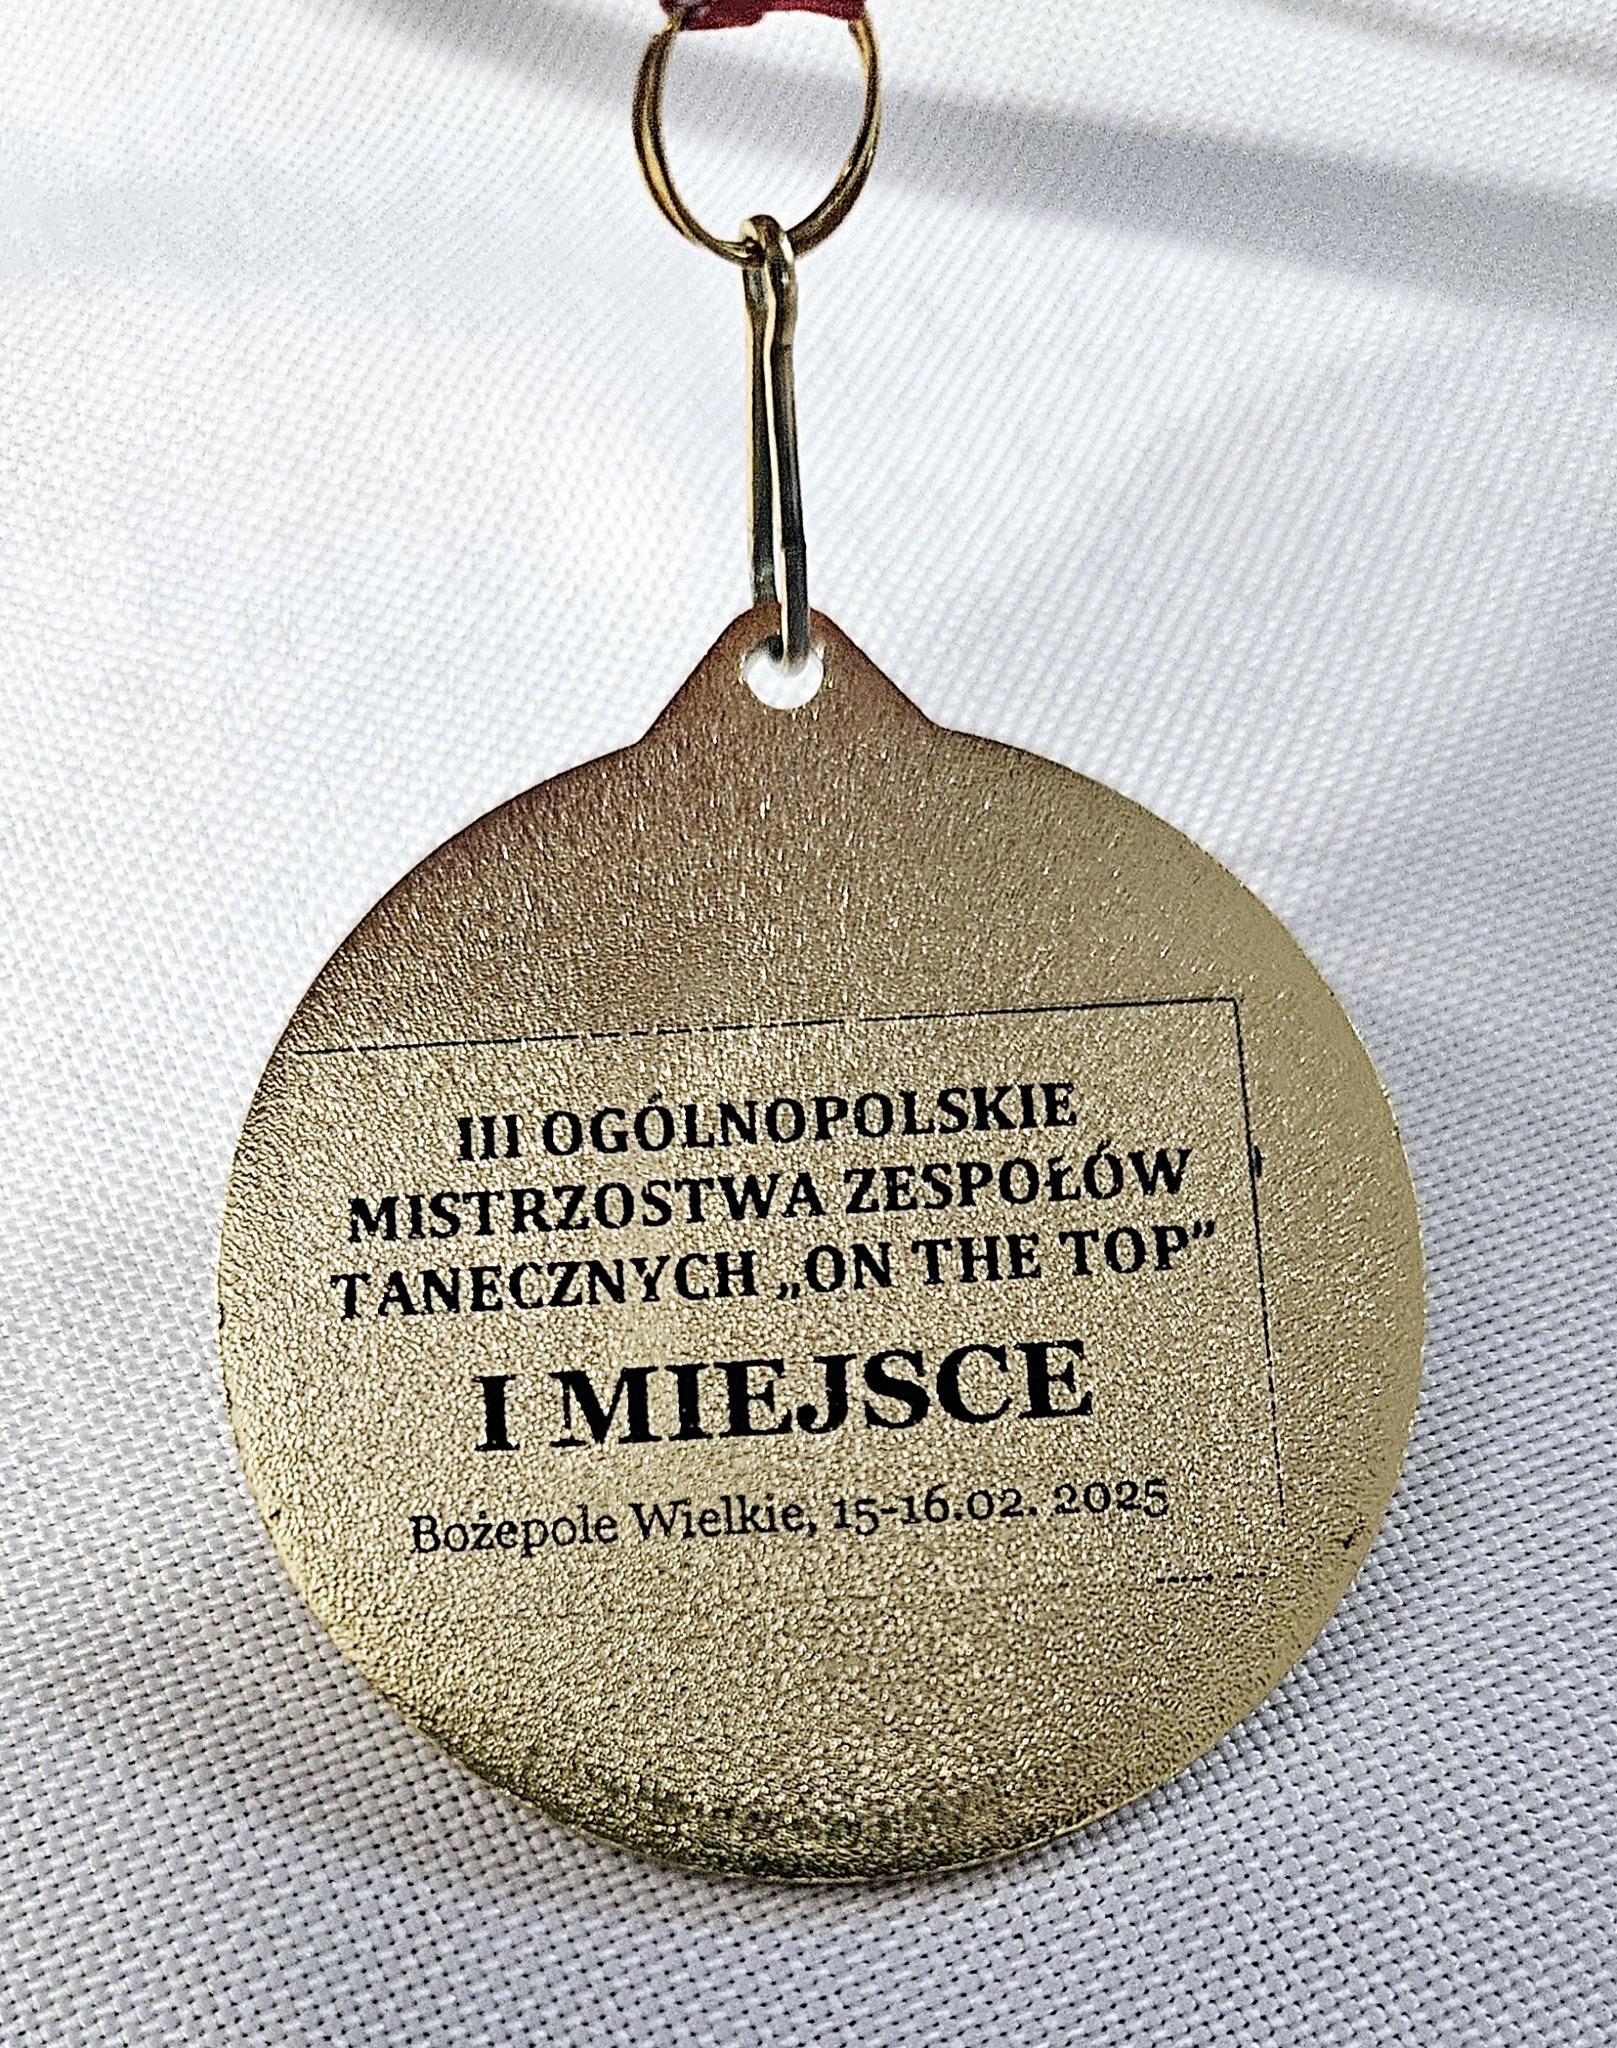 III OGÓLNOPOLSKIE
MISTRZOSTWA ZESPOŁÓW
TANECZNYCH „ON THE TOP”
I MIEJSCE
Bożepole Wielkie, 15-16.02. 2025